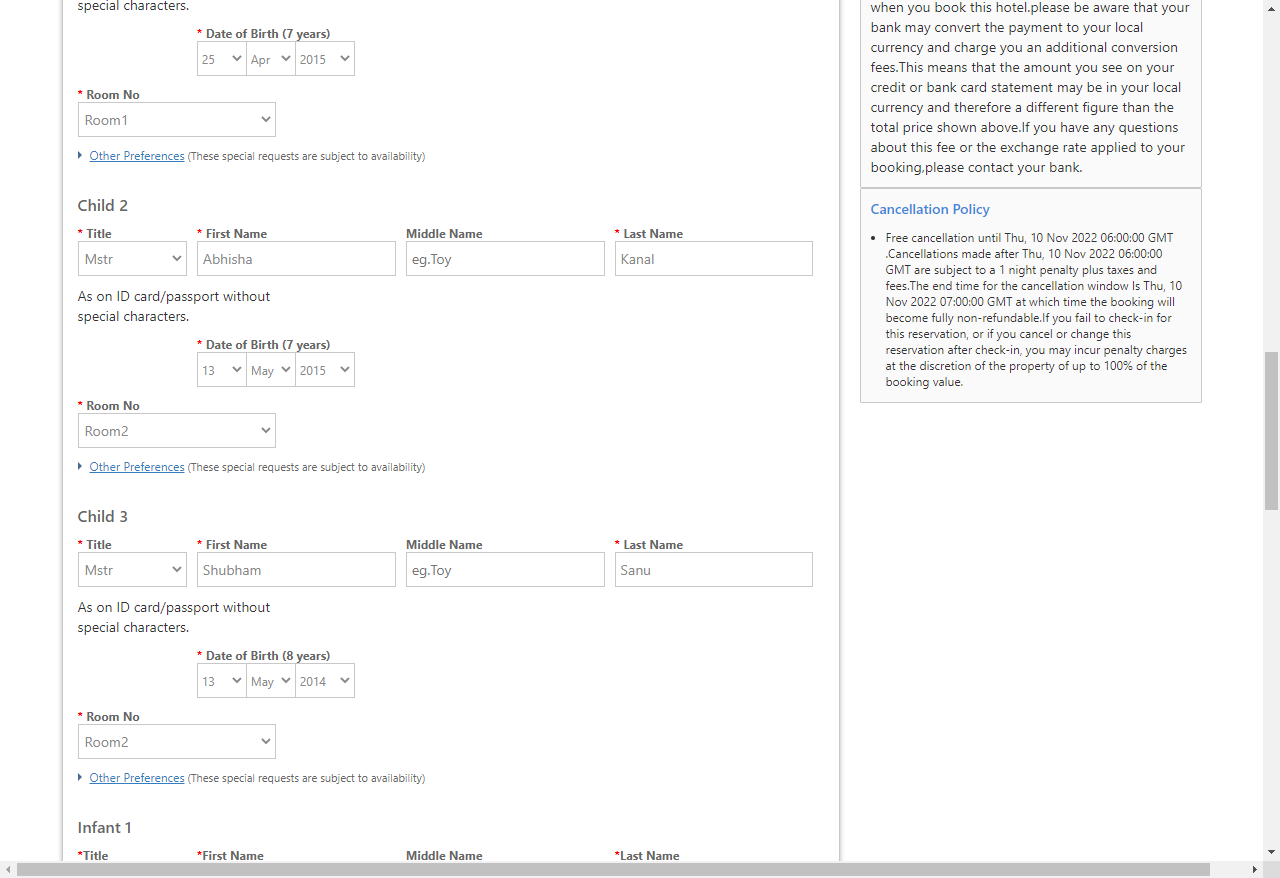 special characters.
* Date of Birth (7 years)
25 Apr 2015
* Room No
Room1
Other Preferences (These special requests are subject to availability)
Child 2
* Title * First Name Middle Name * Last Name
Mstr Abhisha eg.Toy Kanal
As on ID card/passport without
special characters.
* Date of Birth (7 years)
13 May 2015
* Room No
Room2
Other Preferences (These special requests are subject to availability)
Child 3
* Title * First Name Middle Name * Last Name
Mstr Shubham eg.Toy Sanu
As on ID card/passport without
special characters.
* Date of Birth (8 years)
13 May 2014
* Room No
Room2
Other Preferences (These special requests are subject to availability)
Infant 1
*Title *First Name Middle Name *Last Name
when you book this hotel.please be aware that your
bank may convert the payment to your local
currency and charge you an additional conversion
fees.This means that the amount you see on your
credit or bank card statement may be in your local
currency and therefore a different figure than the
total price shown above.If you have any questions
about this fee or the exchange rate applied to your
booking,please contact your bank.
Cancellation Policy
• Free cancellation until Thu, 10 Nov 2022 06:00:00 GMT
.Cancellations made after Thu, 10 Nov 2022 06:00:00
GMT are subject to a 1 night penalty plus taxes and
fees.The end time for the cancellation window Is Thu, 10
Nov 2022 07:00:00 GMT at which time the booking will
become fully non-refundable.If you fail to check-in for
this reservation, or if you cancel or change this
reservation after check-in, you may incur penalty charges
at the discretion of the property of up to 100% of the
booking value.